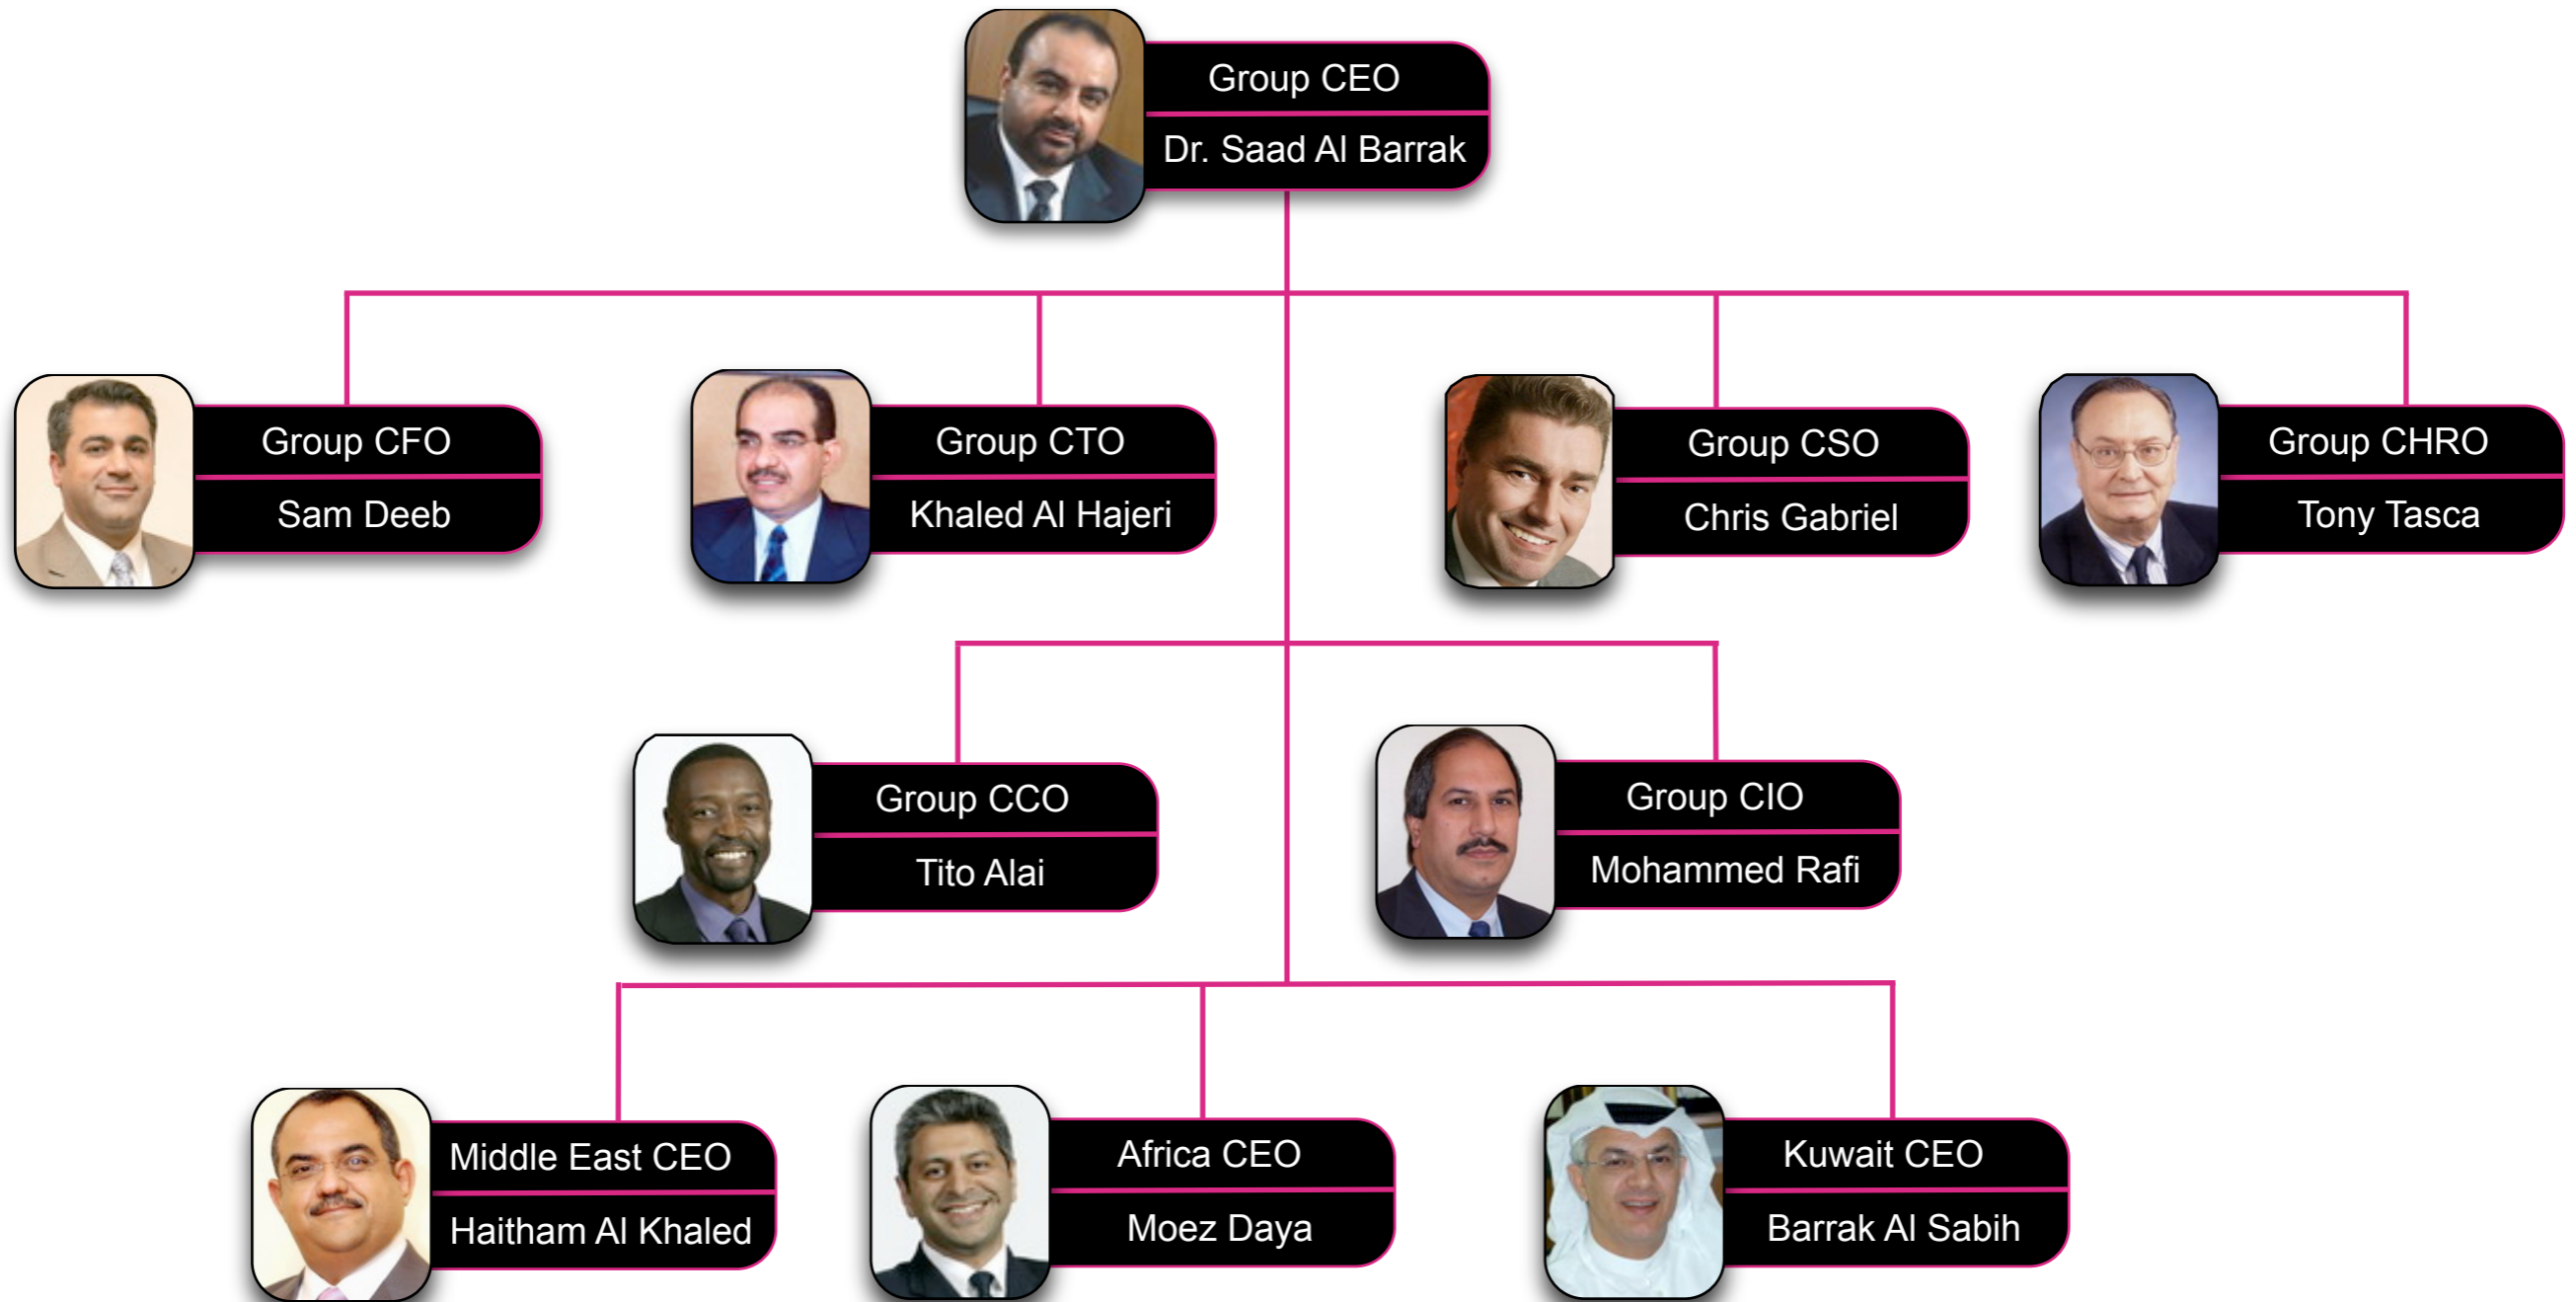 Group CEO
Dr. Saad Al Barrak
Group CFO
Sam Deeb
Group CTO
Khaled Al Hajeri
Group CSO
Chris Gabriel
Group CHRO
Tony Tasca
Group CCO
Tito Alai
Group CIO
Mohammed Rafi
Middle East CEO
Haitham Al Khaled
Africa CEO
Moez Daya
Kuwait CEO
Barrak Al Sabih